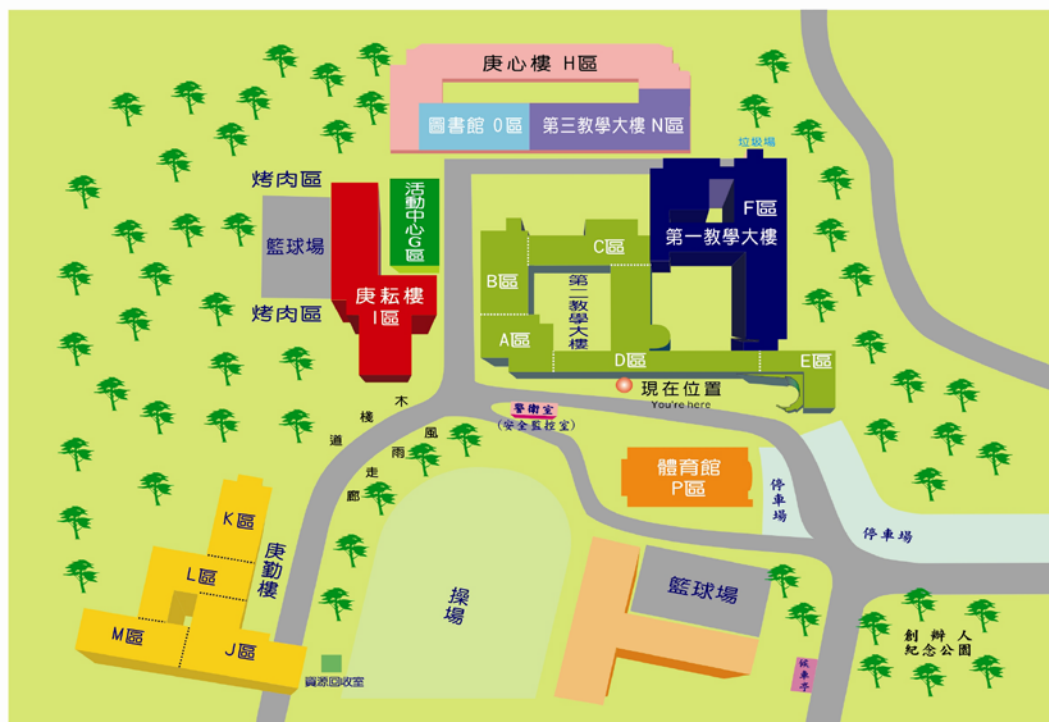 庚心樓 H區
圖書館 O區
第三教學大樓 N區
垃圾場
烤肉區
活動中心G區
F區
第一教學大樓
籃球場
C區
B區
第二教學大樓
庚耘樓
I區
烤肉區
A區
D區
E區
現在位置
You're here
木棧道
警衛室
(安全監控室)
風雨走廊
體育館
P區
停車場
停車場
K區
庚勤樓
L區
操場
籃球場
M區
J區
資源回收室
候車亭
創辦人
紀念公園